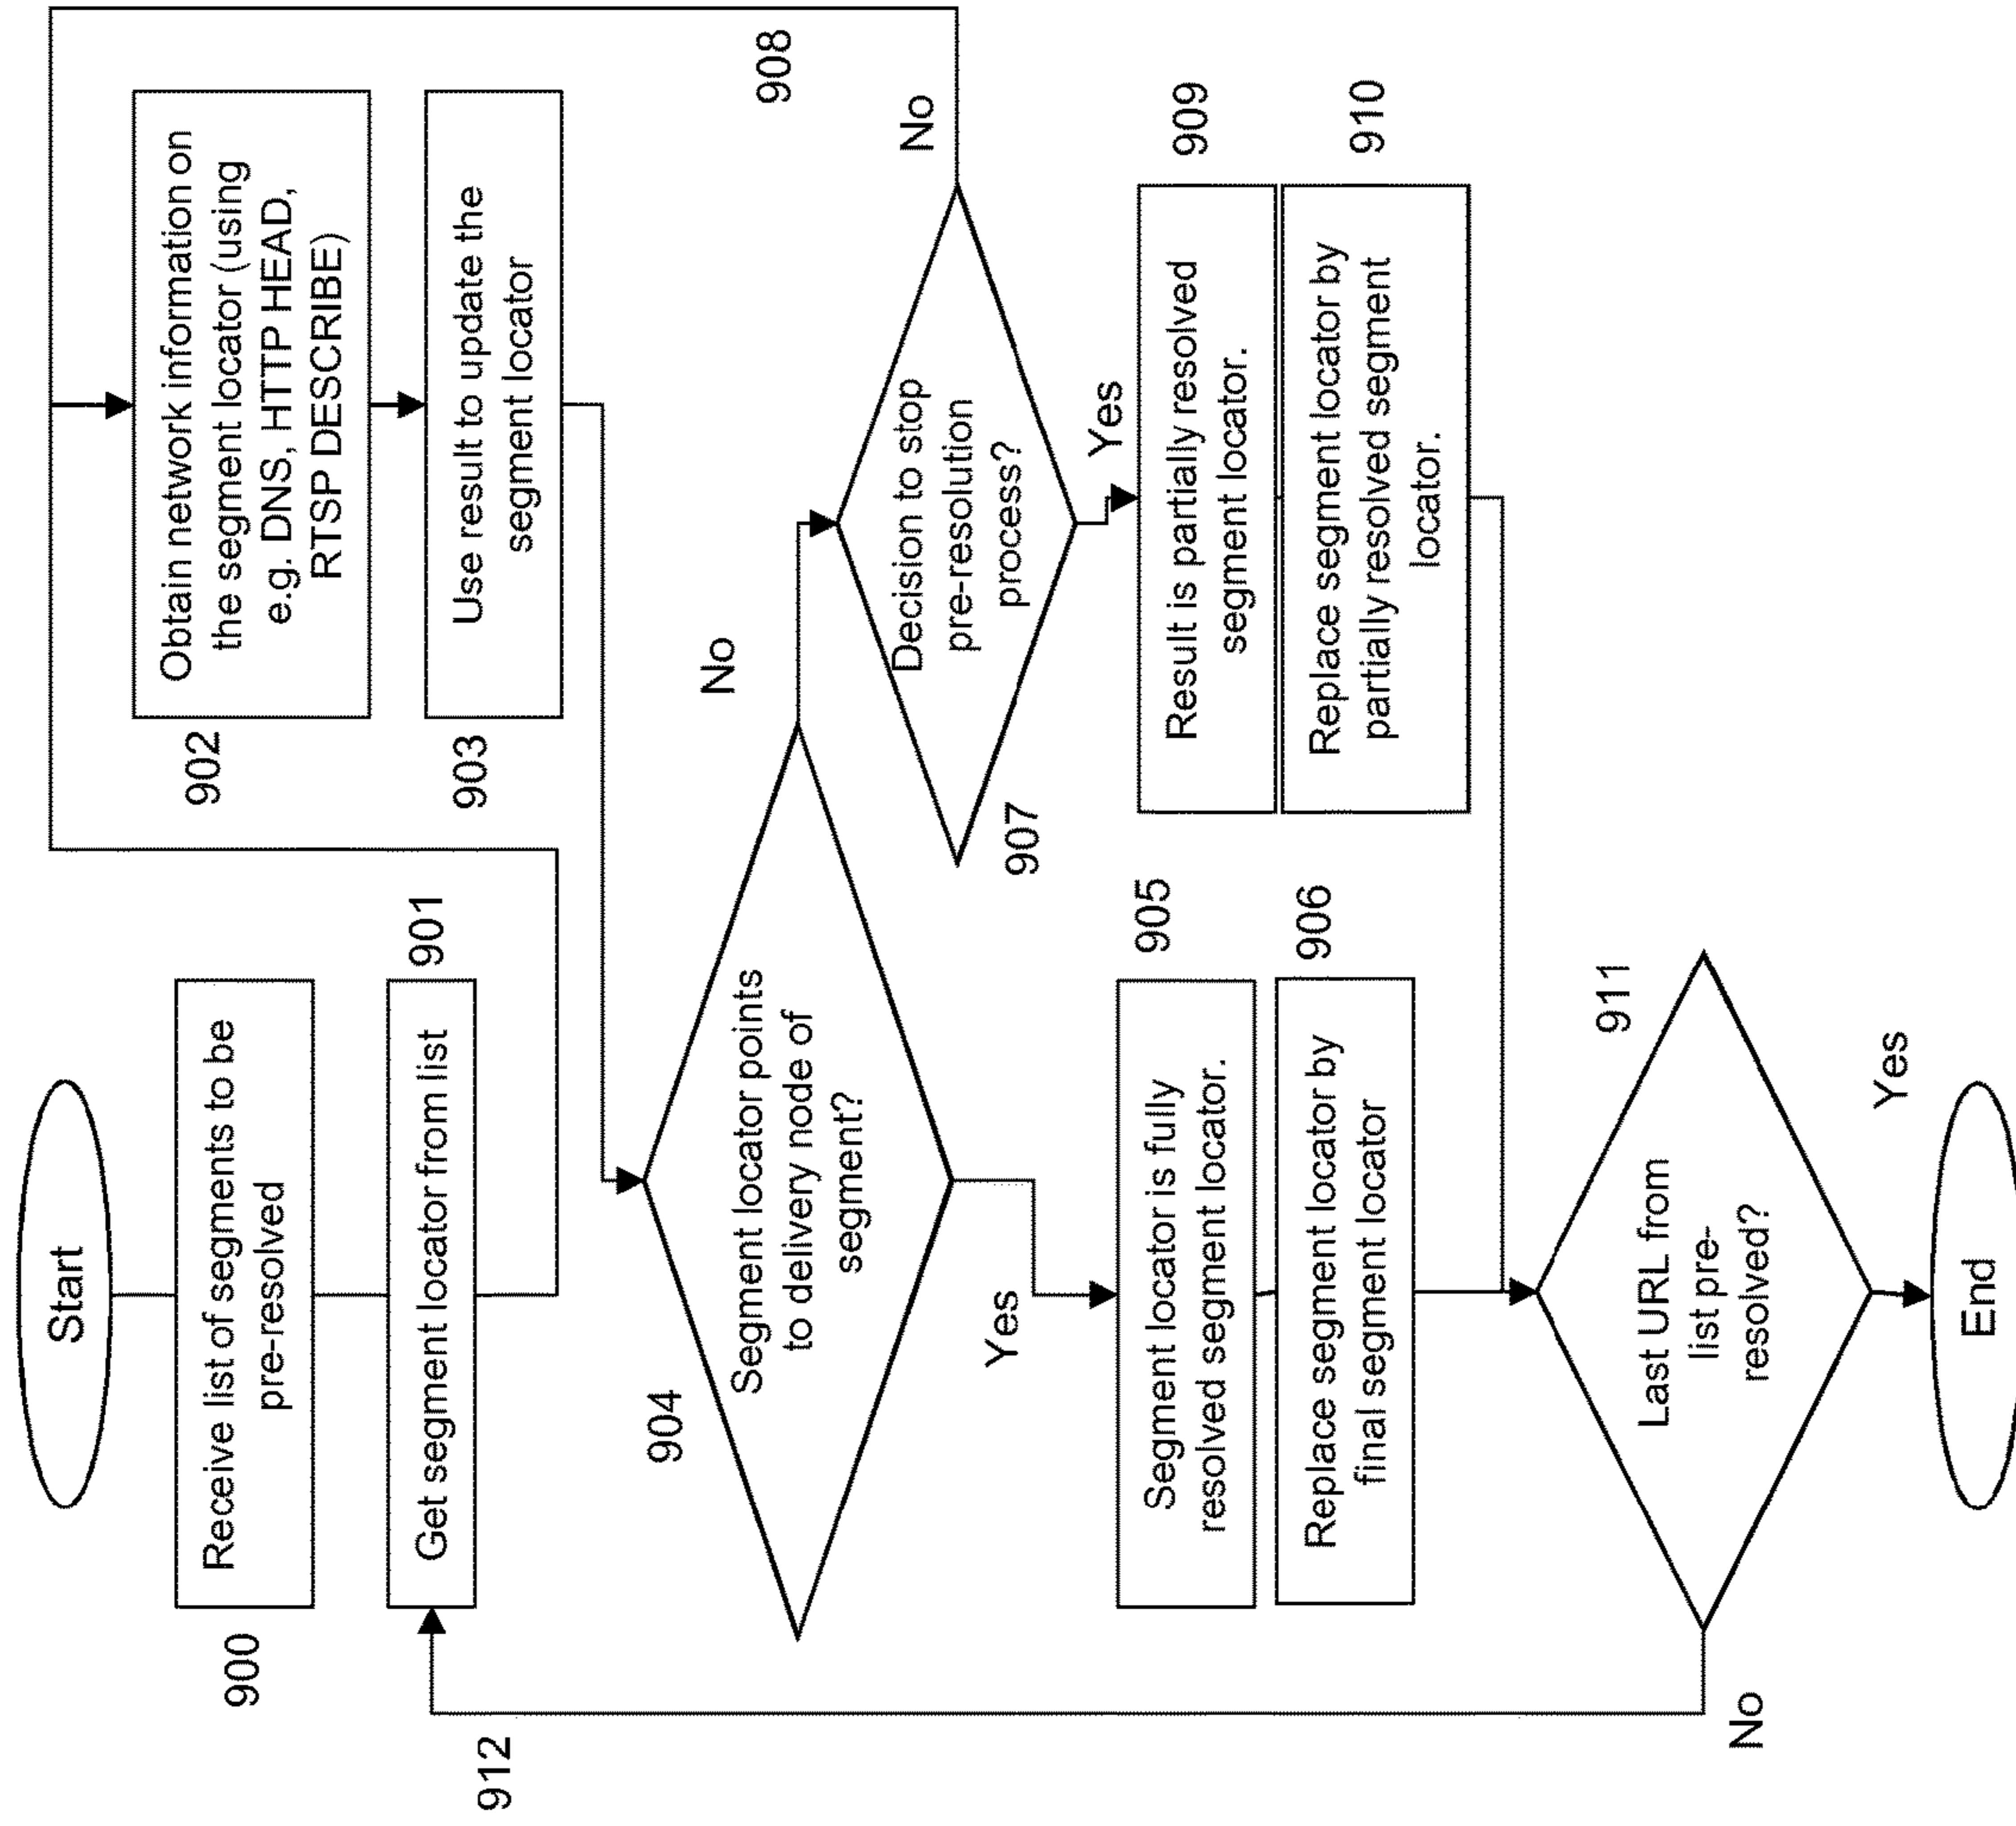 Start
900
Receive list of segments to be
pre-resolved
901
Get segment locator from list
902
Obtain network information on
the segment locator (using
e.g. DNS, HTTP HEAD,
RTSP DESCRIBE)
903
Use result to update the
segment locator
904
Segment locator points
to delivery node of
segment?
No
Yes
905
Segment locator is fully
resolved segment locator.
906
Replace segment locator by
final segment locator
907
Decision to stop
pre-resolution
process?
No
908
Yes
909
Result is partially resolved
segment locator.
910
Replace segment locator by
partially resolved segment
locator.
911
Last URL from
list pre-
resolved?
No
912
Yes
End